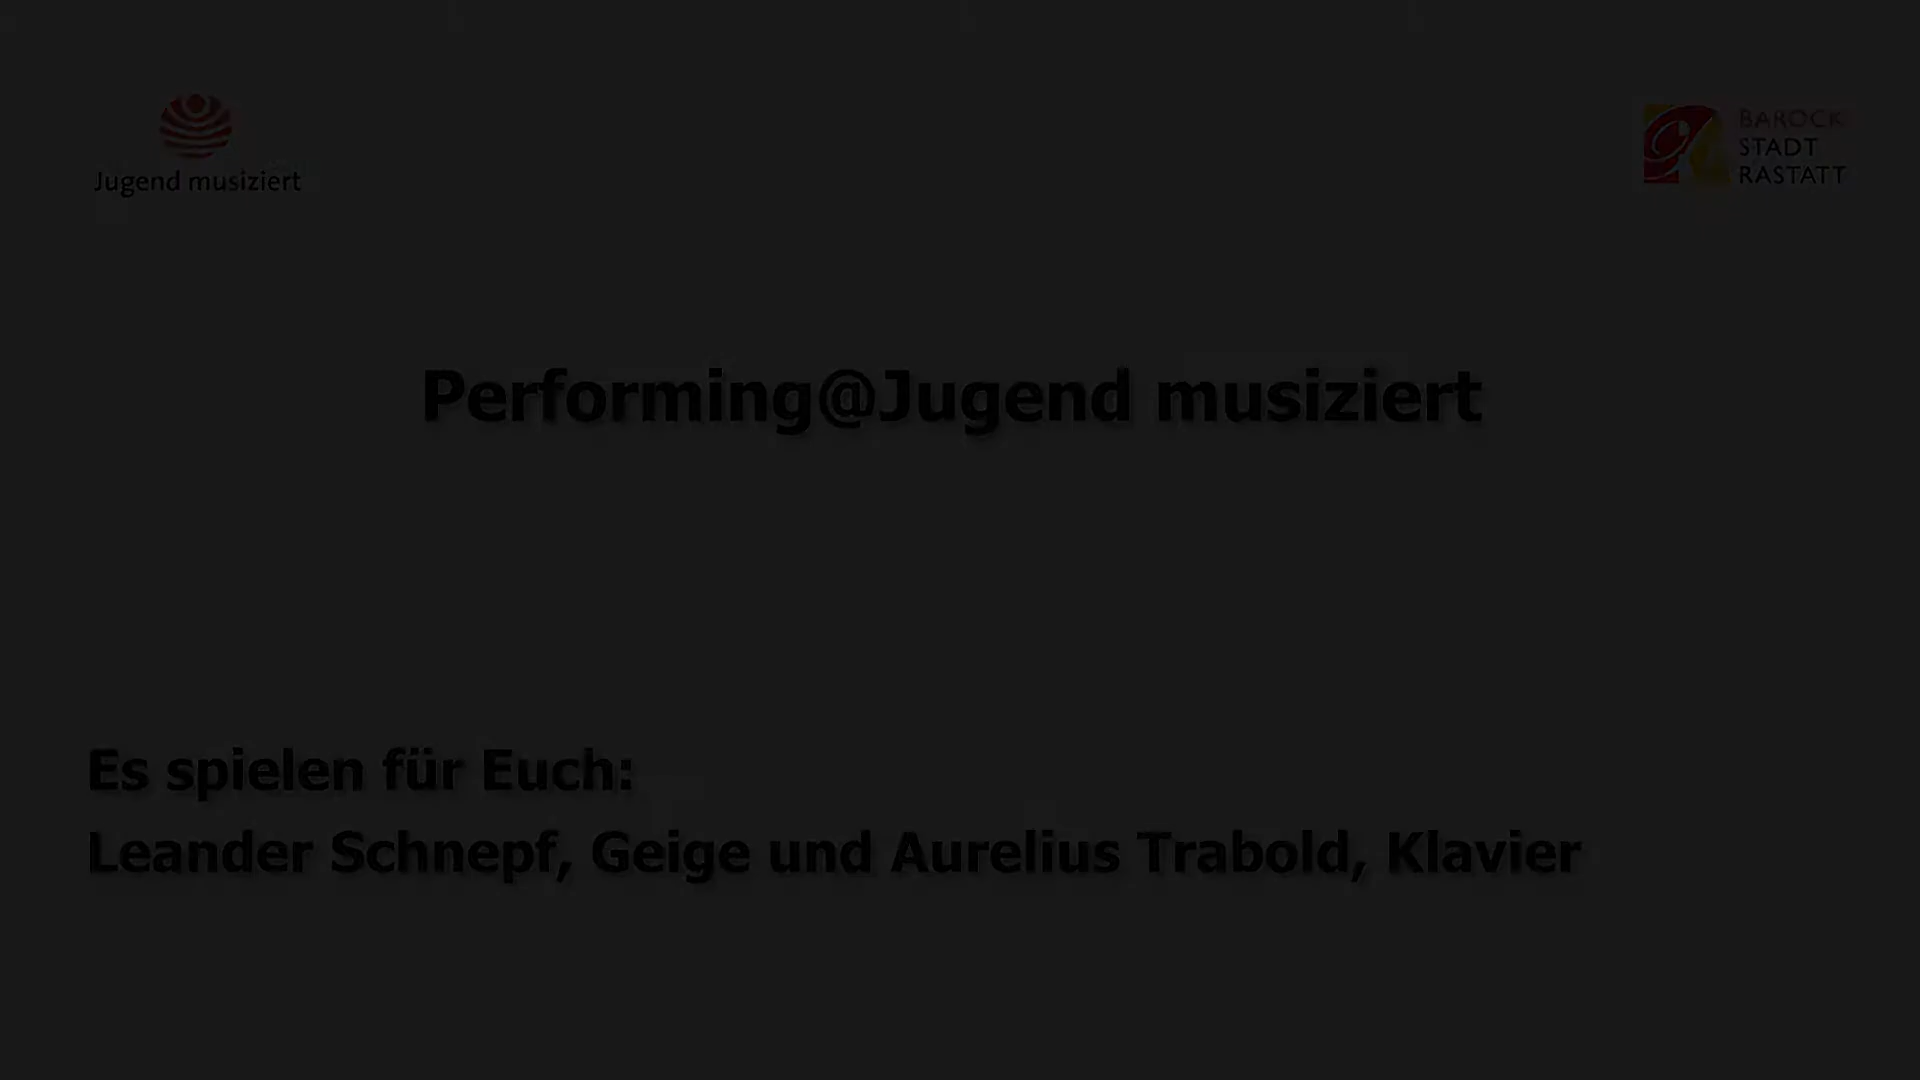 Jugend musiziert
BAROCK
STADT
RASTATT
Performing@Jugend musiziert
Es spielen für Euch:
Leander Schnepf, Geige und Aurelius Trabold, Klavier